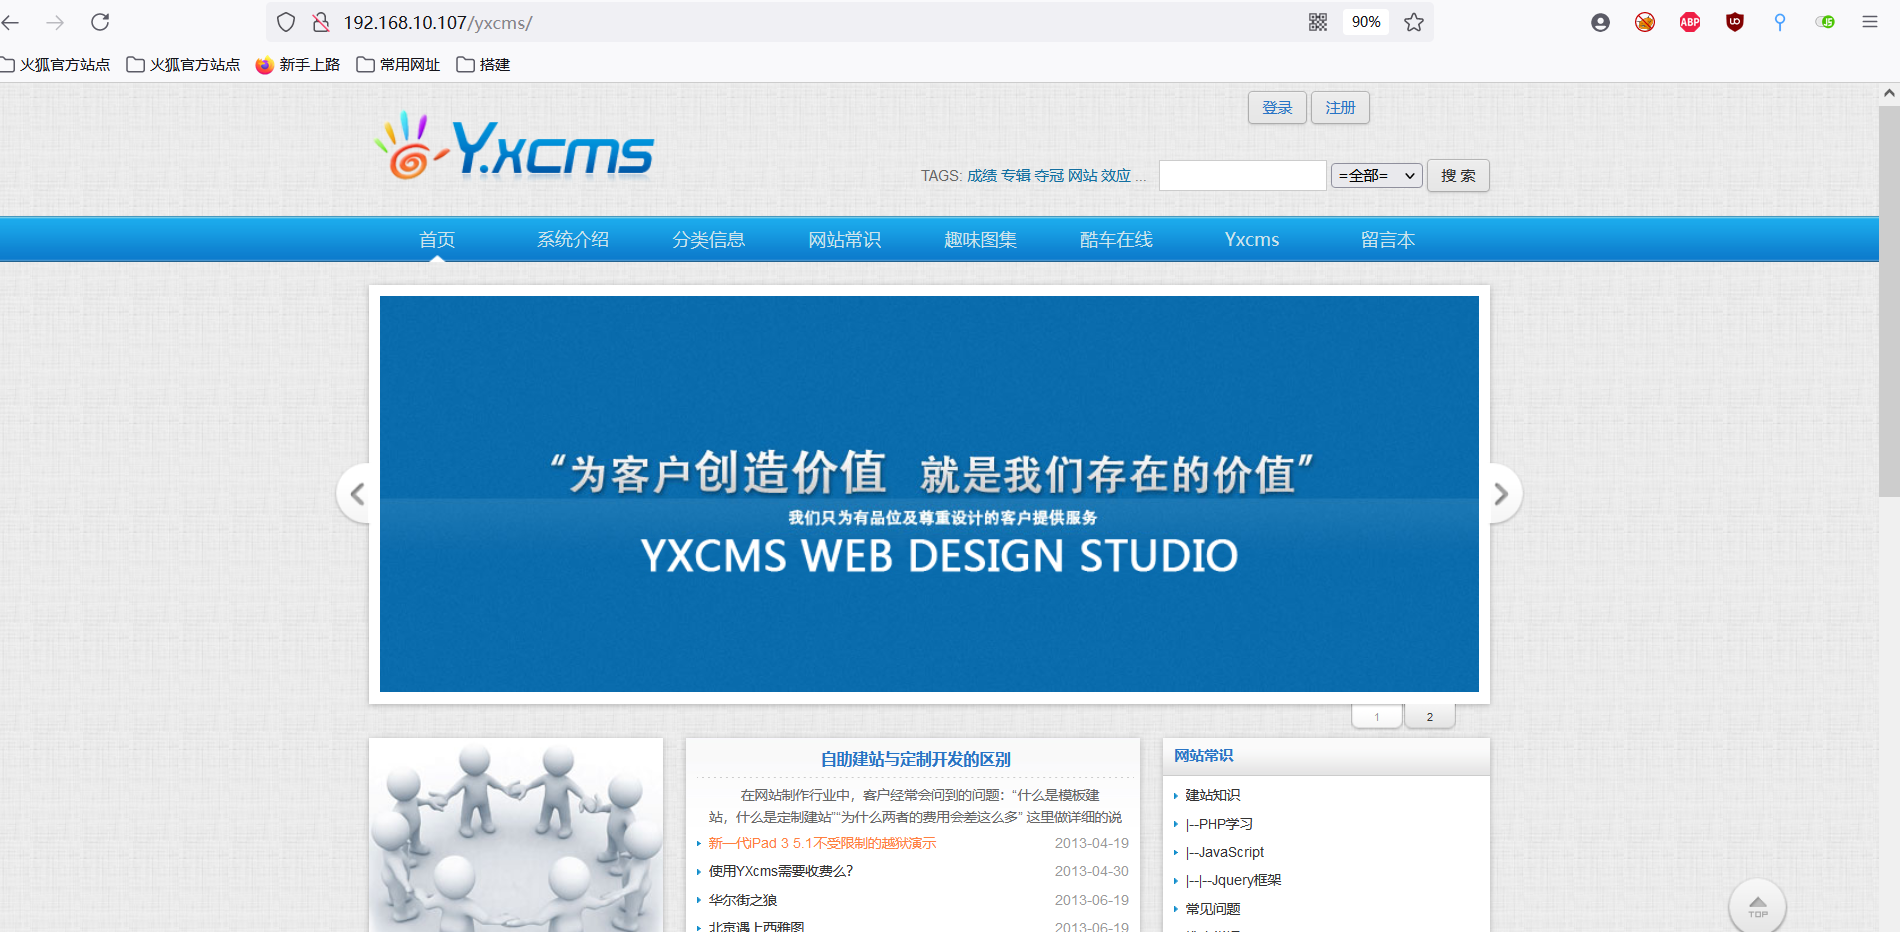 192.168.10.107/yxcms/
90%
ABP
火狐官方站点 火狐官方站点 新手上路 常用网址 搭建
登录 注册
Y.xcms
TAGS: 成绩 专辑 夺冠 网站 效应 ... =全部= 搜 索
首页 系统介绍 分类信息 网站常识 趣味图集 酷车在线 Yxcms 留言本
“为客户创造价值 就是我们存在的价值”
我们只为有品位及尊重设计的客户提供服务
YXCMS WEB DESIGN STUDIO
1 2
自助建站与定制开发的区别
在网站制作行业中，客户经常会问到的问题：“什么是模板建
站，什么是定制建站”“为什么两者的费用会差这么多” 这里做详细的说
新一代iPad 3 5.1不受限制的越狱演示 2013-04-19
使用YXcms需要收费么? 2013-04-30
华尔街之狼 2013-06-19
北京遇上西雅图 2013-06-19
网站常识
建站知识
|--PHP学习
|--JavaScript
|--|--Jquery框架
常见问题
TOP